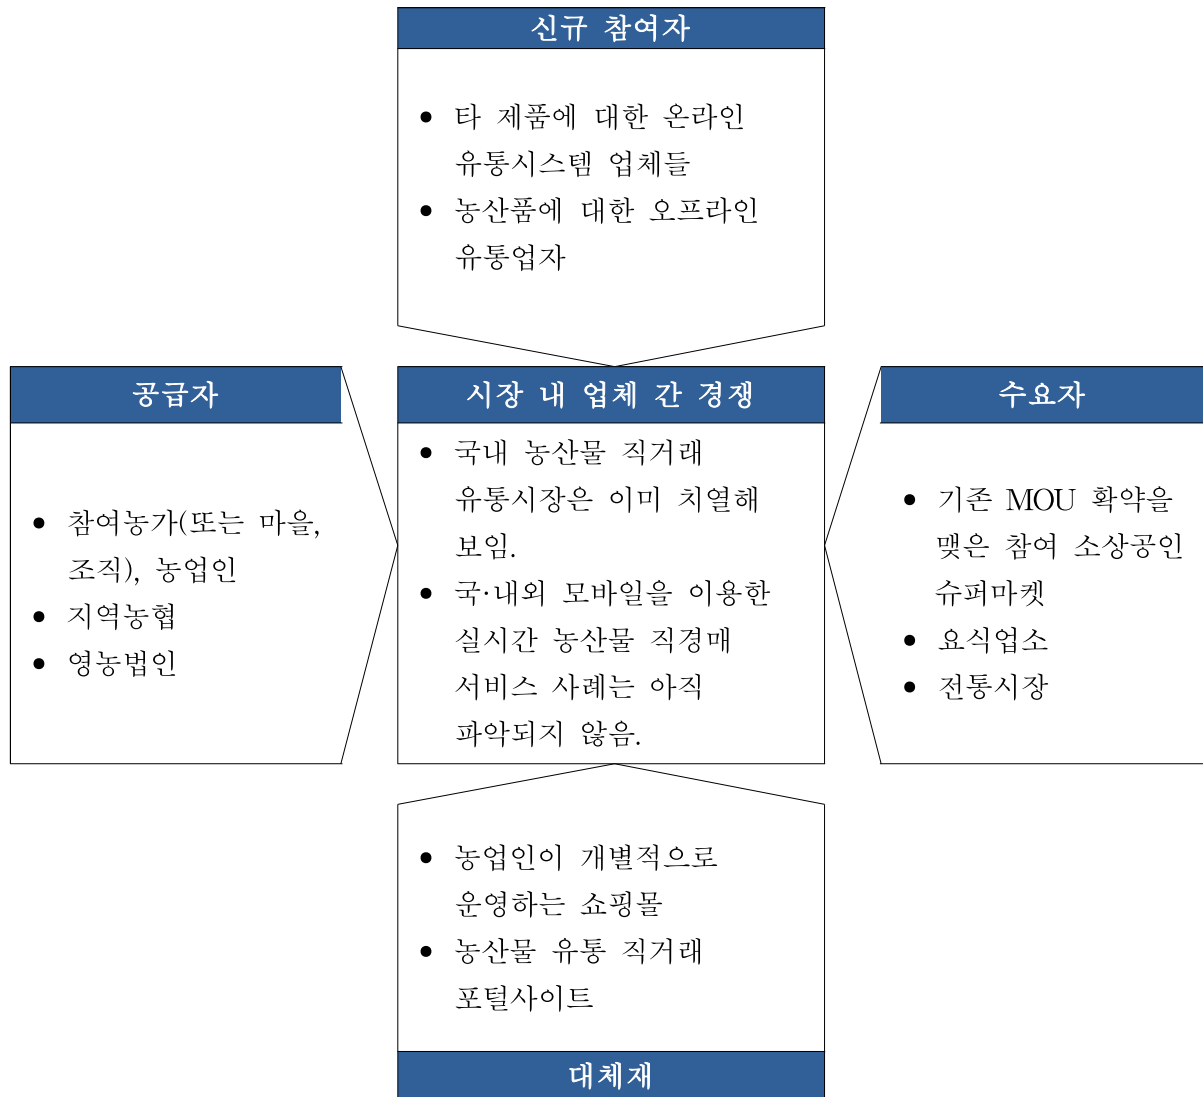 신규 참여자
• 타 제품에 대한 온라인
유통시스템 업체들
• 농산품에 대한 오프라인
유통업자
공급자
• 참여농가(또는 마을,
조직), 농업인
• 지역농협
• 영농법인
시장 내 업체 간 경쟁
• 국내 농산물 직거래
유통시장은 이미 치열해
보임.
• 국·내외 모바일을 이용한
실시간 농산물 직경매
서비스 사례는 아직
파악되지 않음.
수요자
• 기존 MOU 확약을
맺은 참여 소상공인
슈퍼마켓
• 요식업소
• 전통시장
• 농업인이 개별적으로
운영하는 쇼핑몰
• 농산물 유통 직거래
포털사이트
대체재